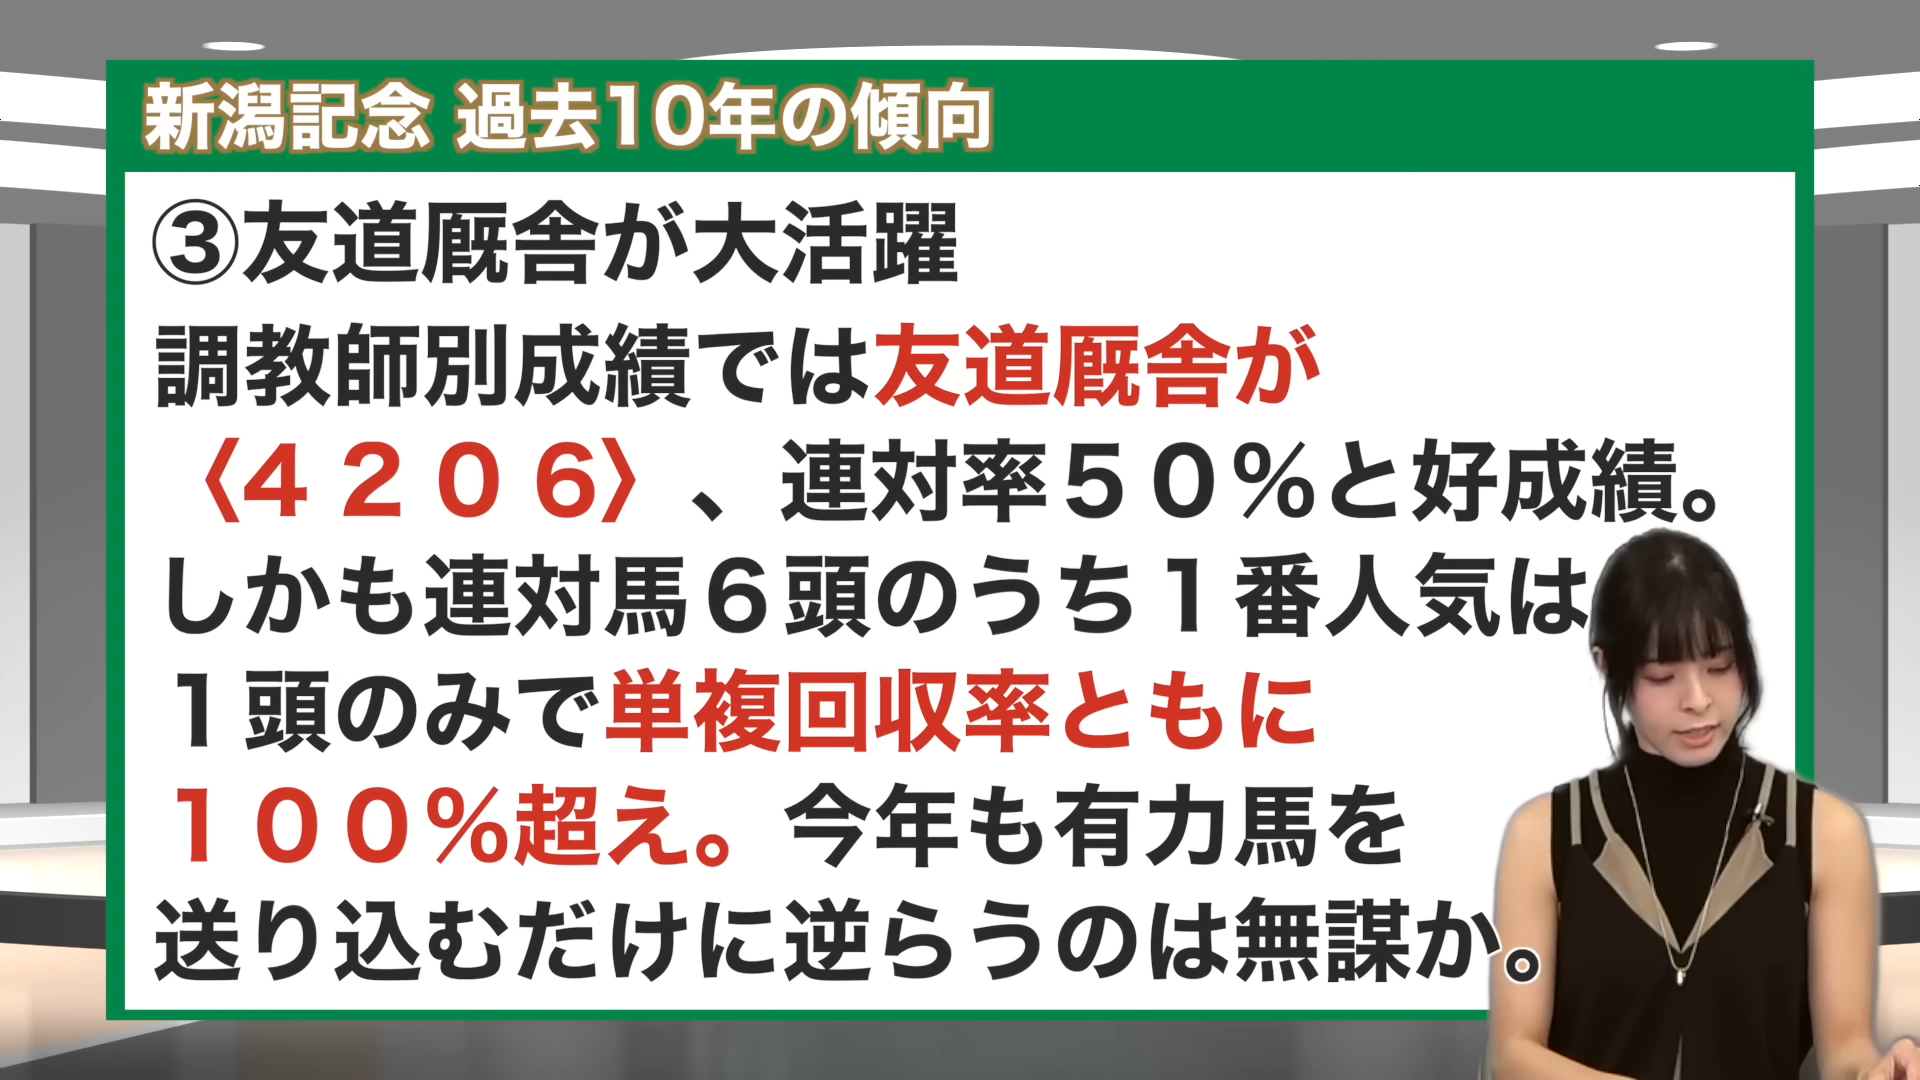 新潟記念 過去10年の傾向
③友道厩舎が大活躍
調教師別成績では友道厩舎が
〈４２０６〉、連対率５０％と好成績。
しかも連対馬６頭のうち１番人気は
１頭のみで単複回収率ともに
１００％超え。今年も有力馬を
送り込むだけに逆らうのは無謀か。